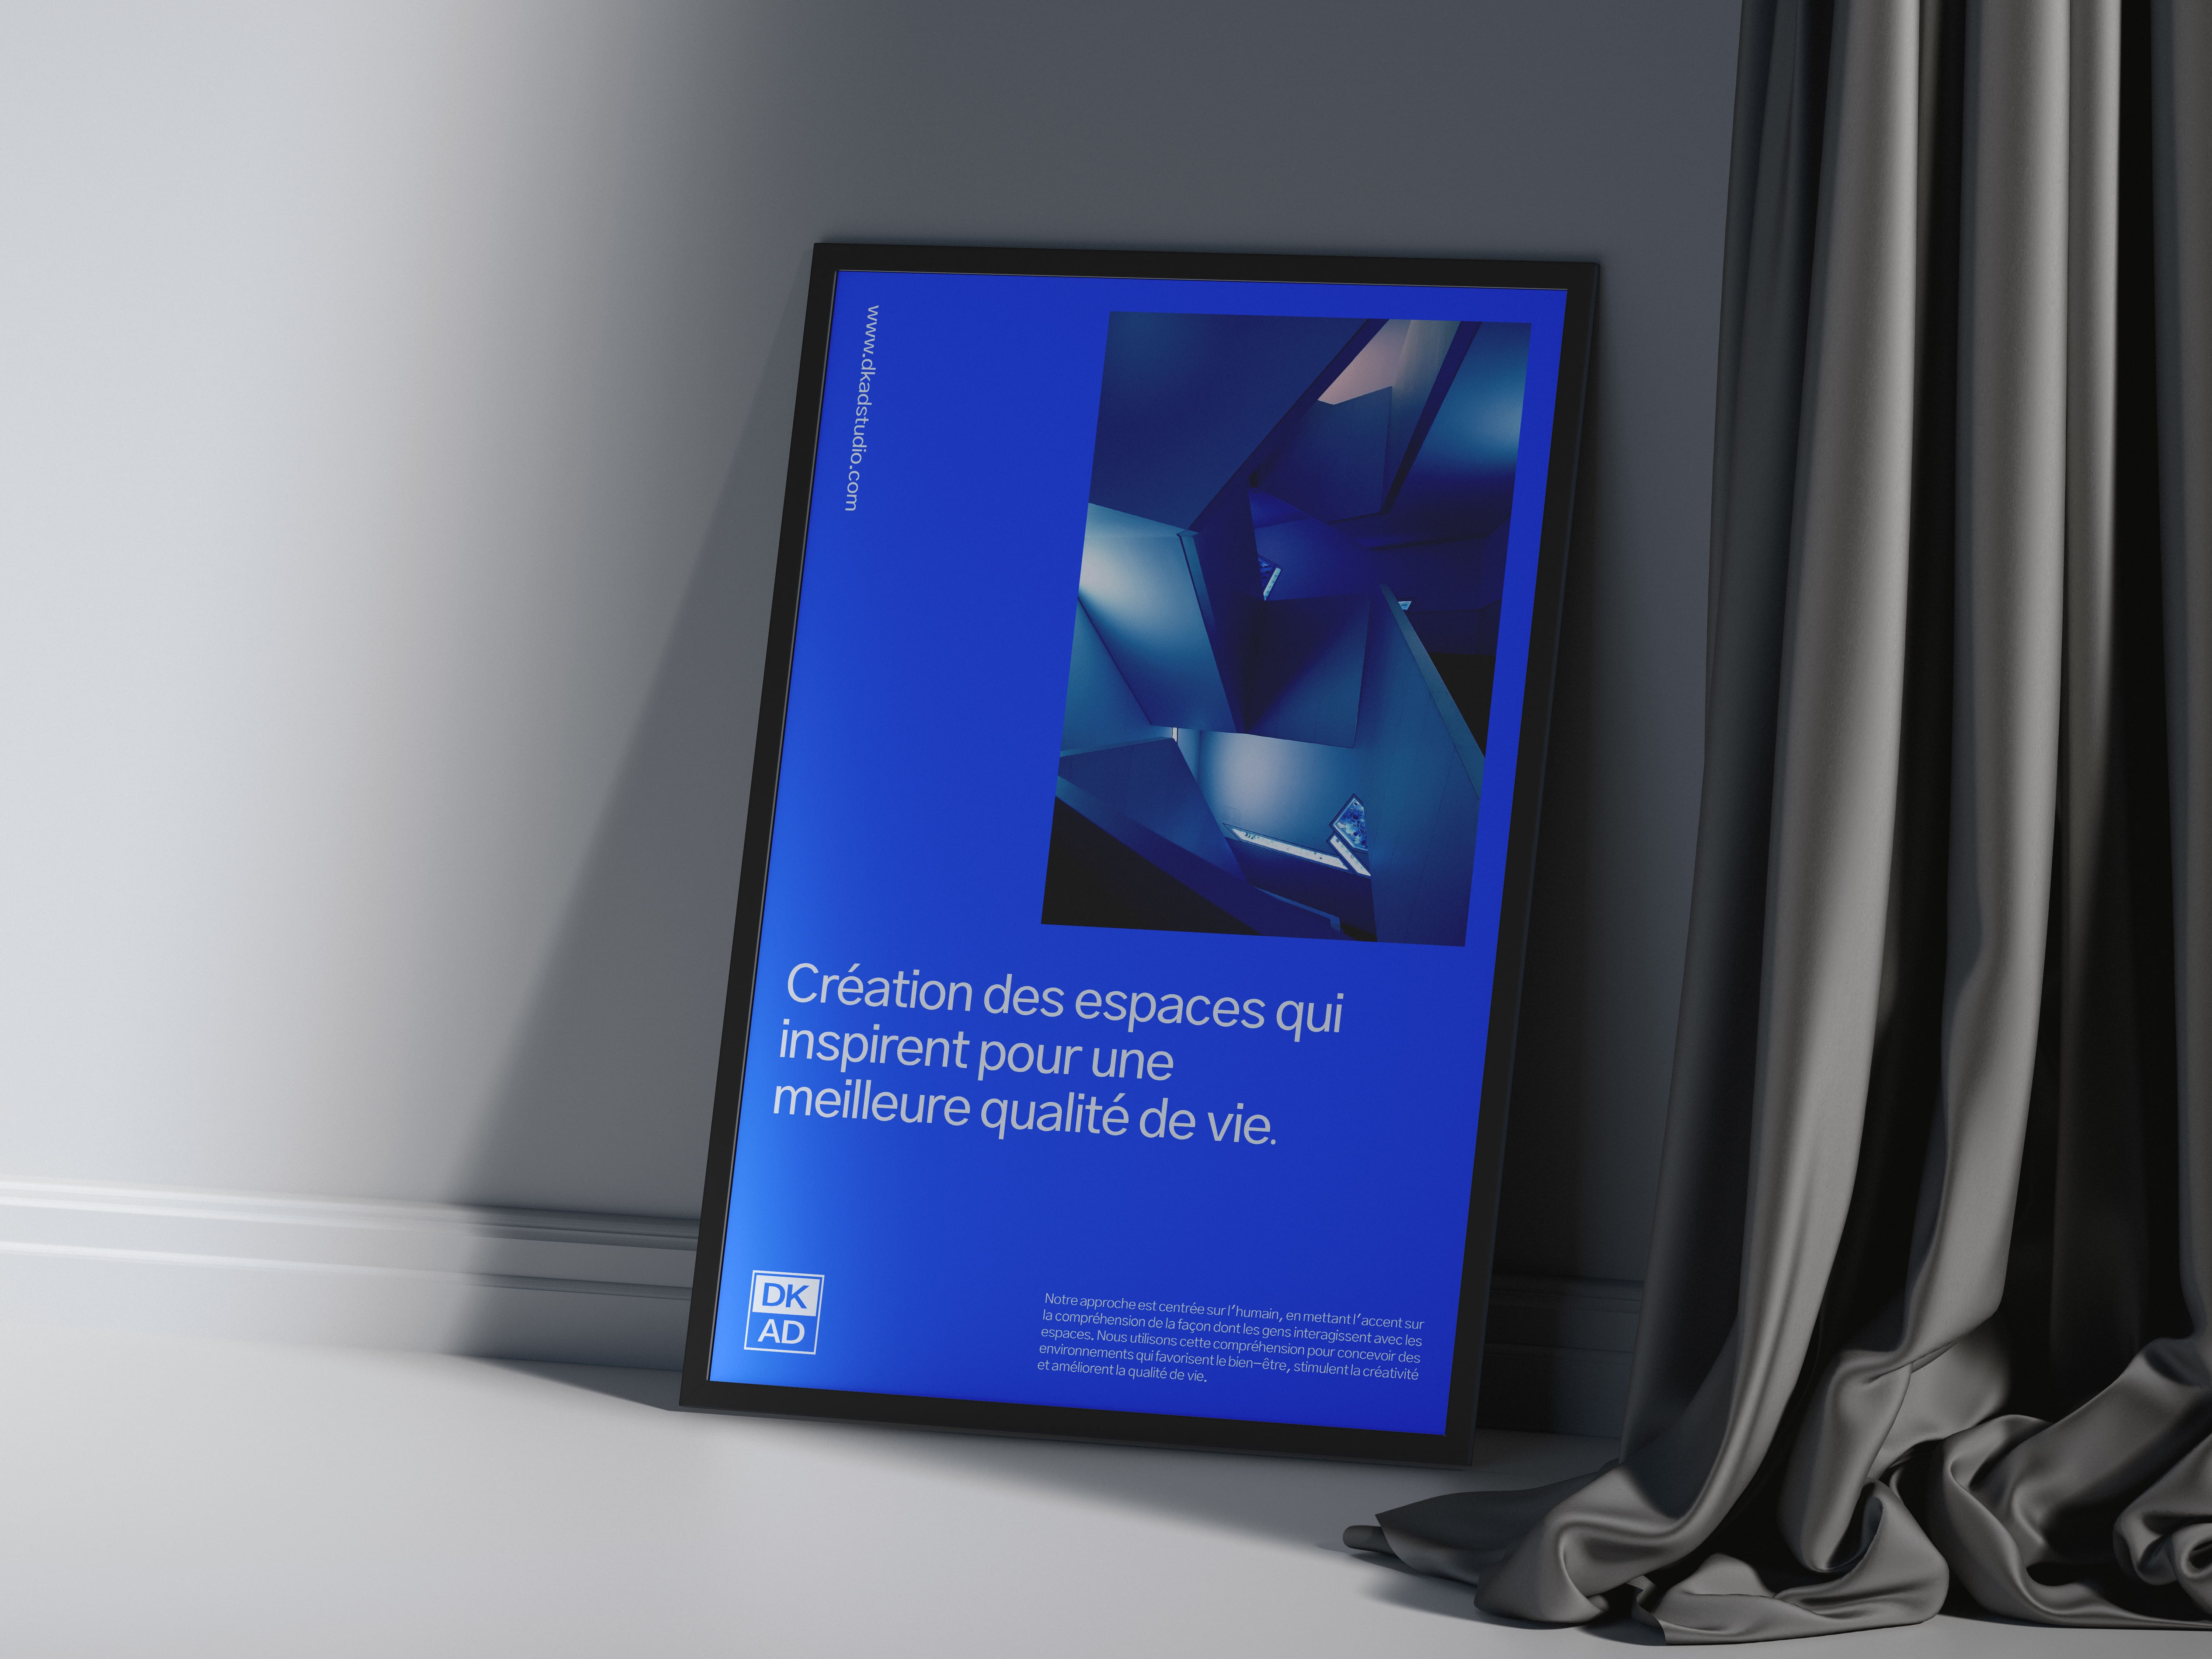 www.dkadstudio.com
Création des espaces qui
inspirent pour une
meilleure qualité de vie.
DK
AD
Notre approche est centrée sur l'humain, en mettant l'accent sur
la compréhension de la façon dont les gens interagissent avec les
espaces. Nous utilisons cette compréhension pour concevoir des
environnements qui favorisent le bien-être, stimulent la créativité
et améliorent la qualité de vie.